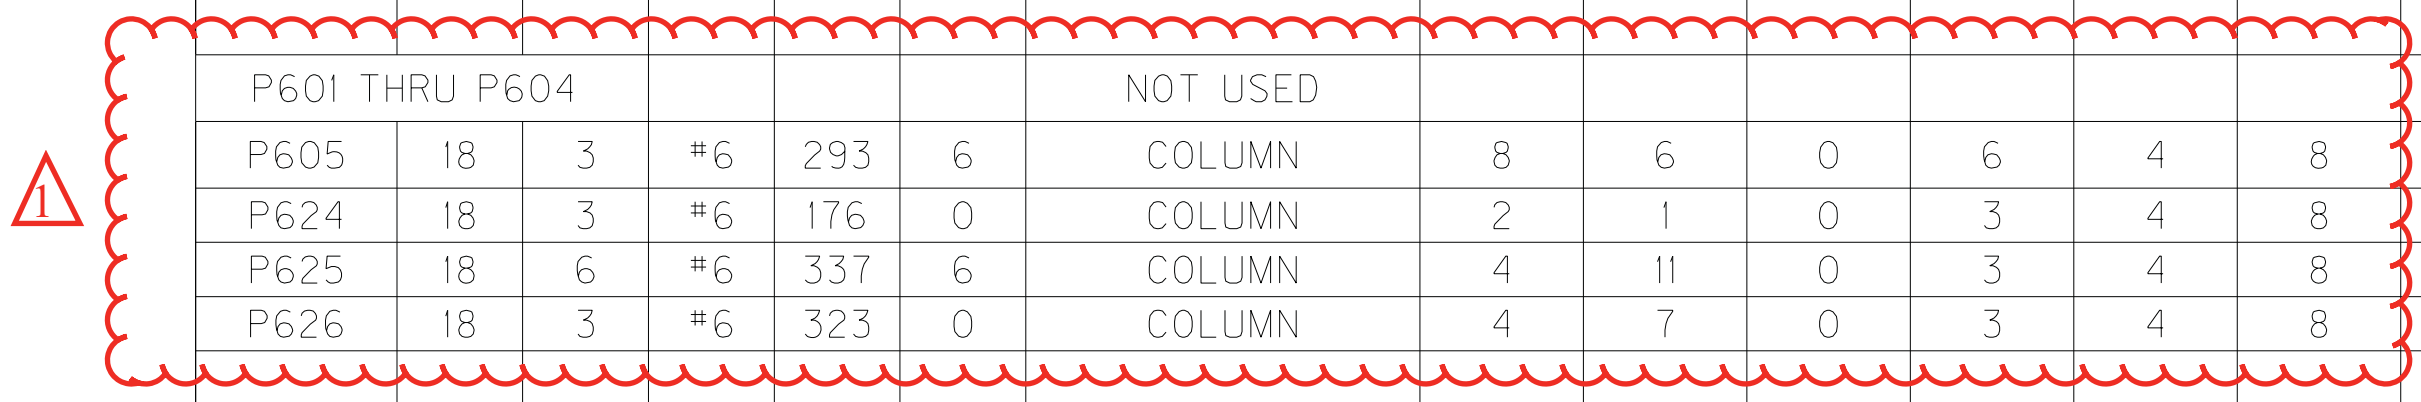 P601 THRU P604 NOT USED
P605 18 3 #6 293 6 COLUMN 8 6 0 6 4 8
1
P624 18 3 #6 176 0 COLUMN 2 1 0 3 4 8
P625 18 6 #6 337 6 COLUMN 4 11 0 3 4 8
P626 18 3 #6 323 0 COLUMN 4 7 0 3 4 8